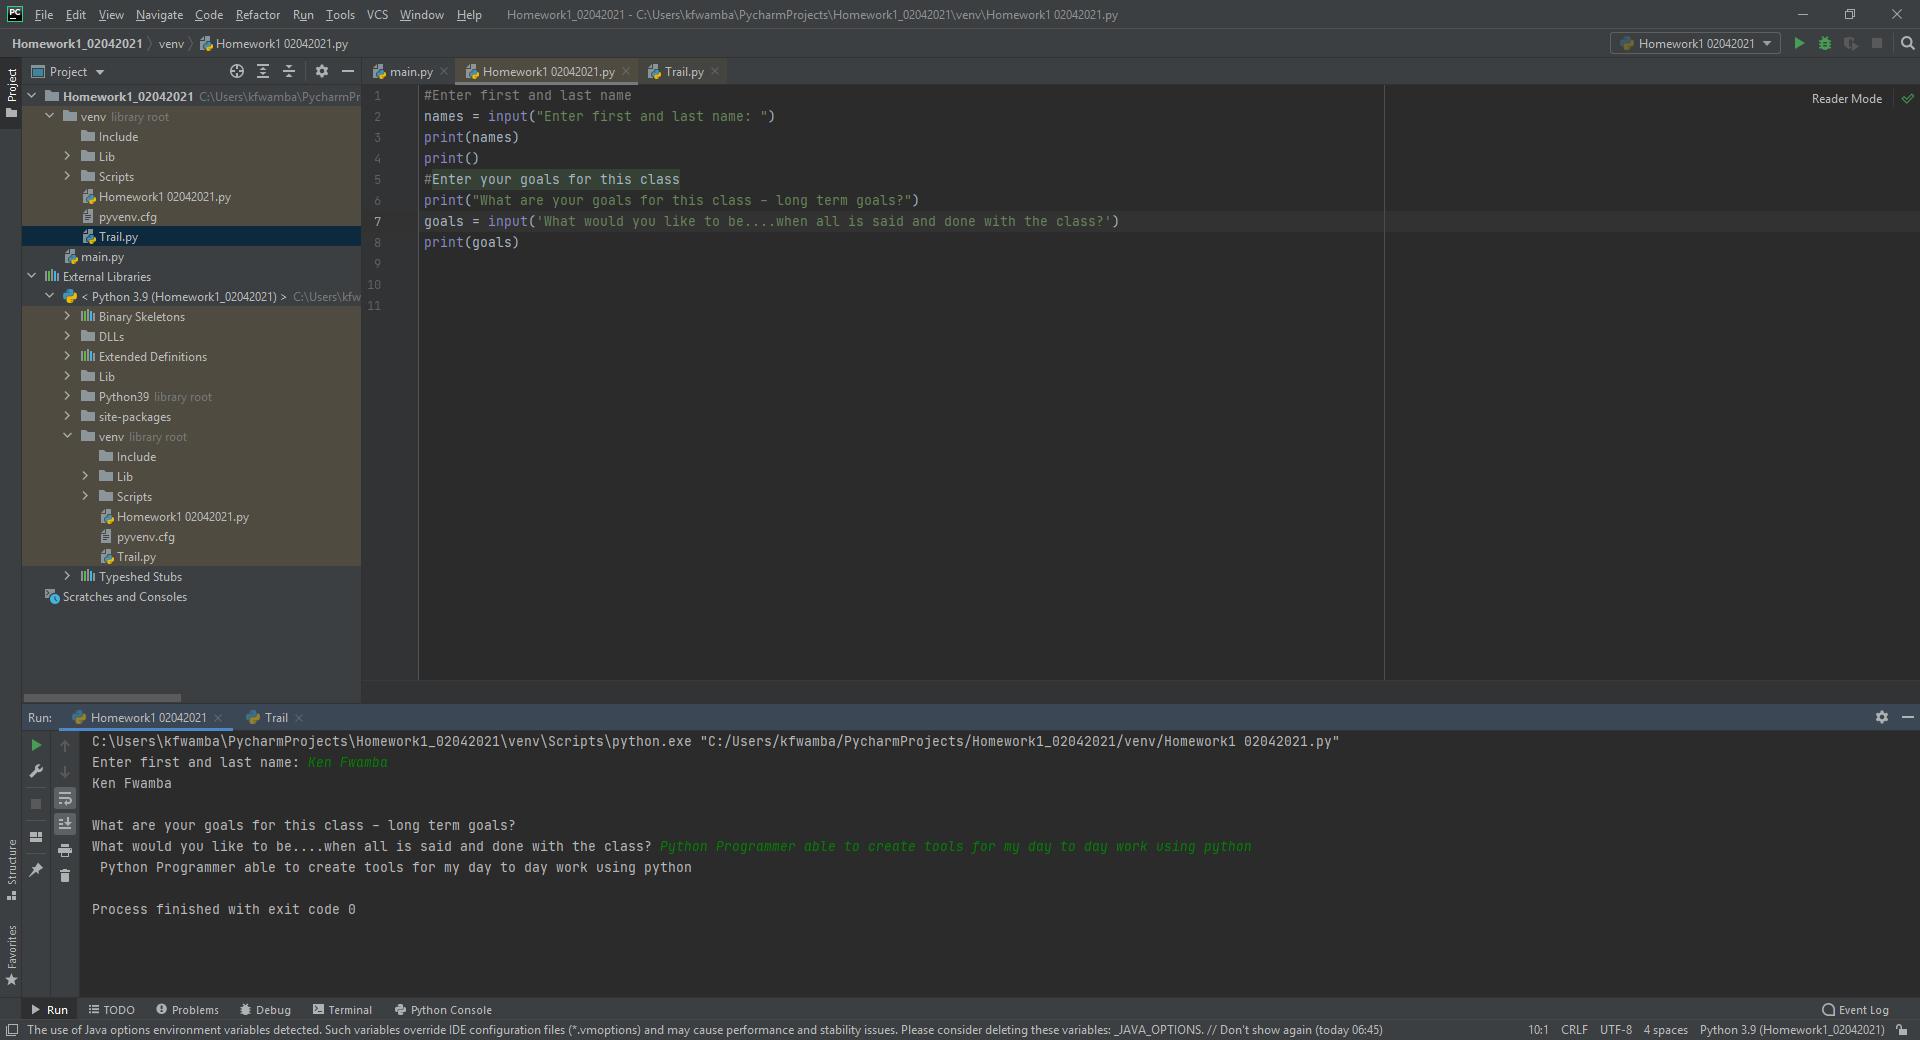 PC File Edit View Navigate Code Refactor Run Tools VCS Window Help Homework1_02042021 - C:\Users\kfwamba\PycharmProjects\Homework1_02042021\venv\Homework1 02042021.py
Homework1_02042021 venv Homework1 02042021.py Homework1 02042021
Project
Project
main.py Homework1 02042021.py Trail.py
Homework1_02042021 C:\Users\kfwamba\PycharmPr
venv library root
Include
Lib
Scripts
Homework1 02042021.py
pyvenv.cfg
Trail.py
main.py
External Libraries
< Python 3.9 (Homework1_02042021) > C:\Users\kfw
Binary Skeletons
DLLs
Extended Definitions
Lib
Python39 library root
site-packages
venv library root
Include
Lib
Scripts
Homework1 02042021.py
pyvenv.cfg
Trail.py
Typeshed Stubs
Scratches and Consoles
1 #Enter first and last name
2 names = input("Enter first and last name: ")
3 print(names)
4 print()
5 #Enter your goals for this class
6 print("What are your goals for this class - long term goals?")
7 goals = input('What would you like to be....when all is said and done with the class?')
8 print(goals)
9
10
11
Reader Mode
Run: Homework1 02042021 Trail
C:\Users\kfwamba\PycharmProjects\Homework1_02042021\venv\Scripts\python.exe "C:/Users/kfwamba/PycharmProjects/Homework1_02042021/venv/Homework1 02042021.py"
Enter first and last name: Ken Fwamba
Ken Fwamba
What are your goals for this class - long term goals?
What would you like to be....when all is said and done with the class? Python Programmer able to create tools for my day to day work using python
Python Programmer able to create tools for my day to day work using python
Process finished with exit code 0
Structure
Favorites
Run TODO Problems Debug Terminal Python Console Event Log
The use of Java options environment variables detected. Such variables override IDE configuration files (*.vmoptions) and may cause performance and stability issues. Please consider deleting these variables: _JAVA_OPTIONS. // Don't show again (today 06:45) 10:1 CRLF UTF-8 4 spaces Python 3.9 (Homework1_02042021)